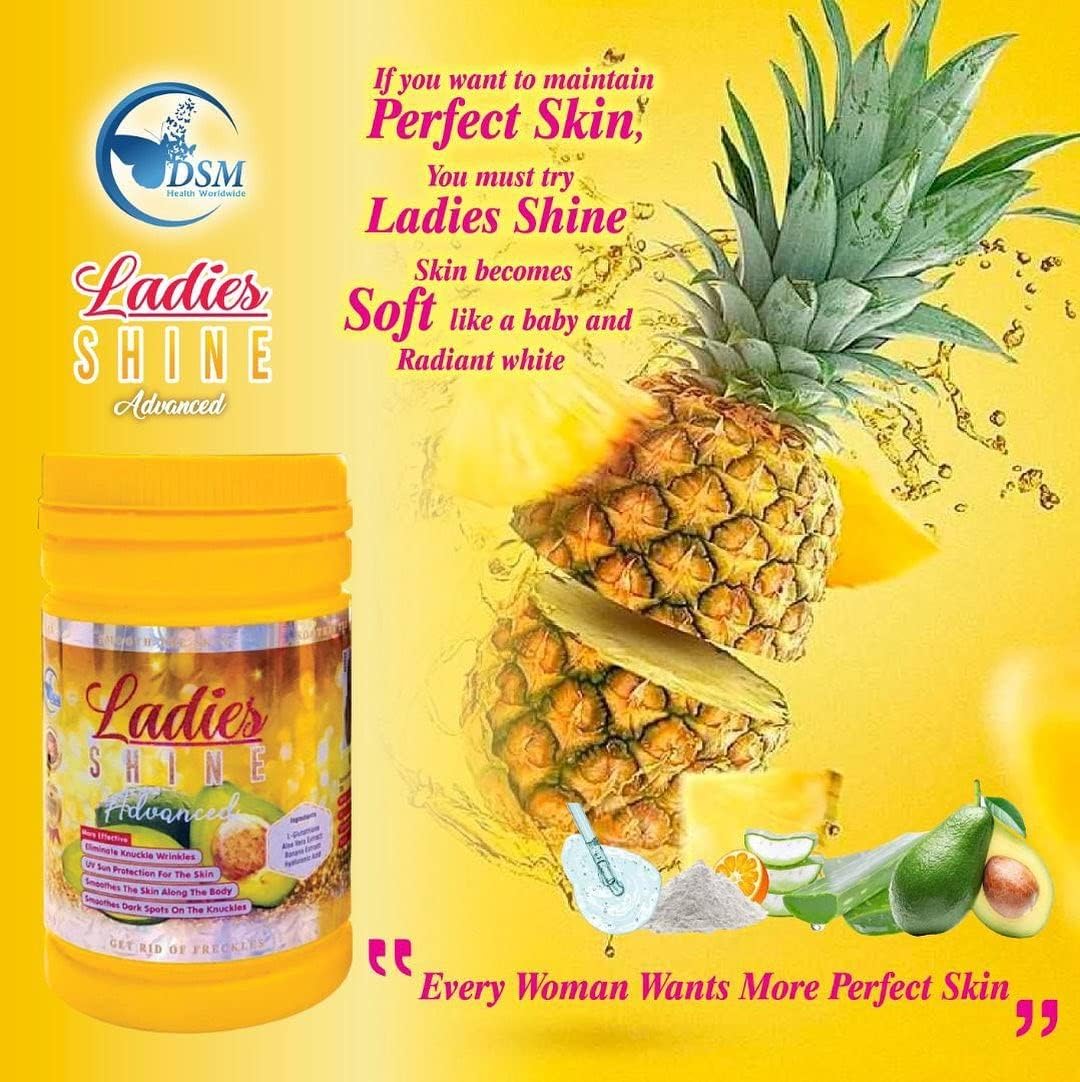 DSM
Health Worldwide
Ladies
SHINE
Advanced
If you want to maintain
Perfect Skin,
You must try
Ladies Shine
Skin becomes
Soft like a baby and
Radiant white
Ladies
SHINE
Advanced
More Effective
Eliminate Knuckle Wrinkles
UV Sun Protection For The Skin
Smoothes The Skin Along The Body
Smoothes Dark Spots On The Knuckles
Ingredients
L-Glutathione
Aloe Vera Extract
Banana Extract
Hyaluronic Acid
GET RID OF FRECKLES
"Every Woman Wants More Perfect Skin"